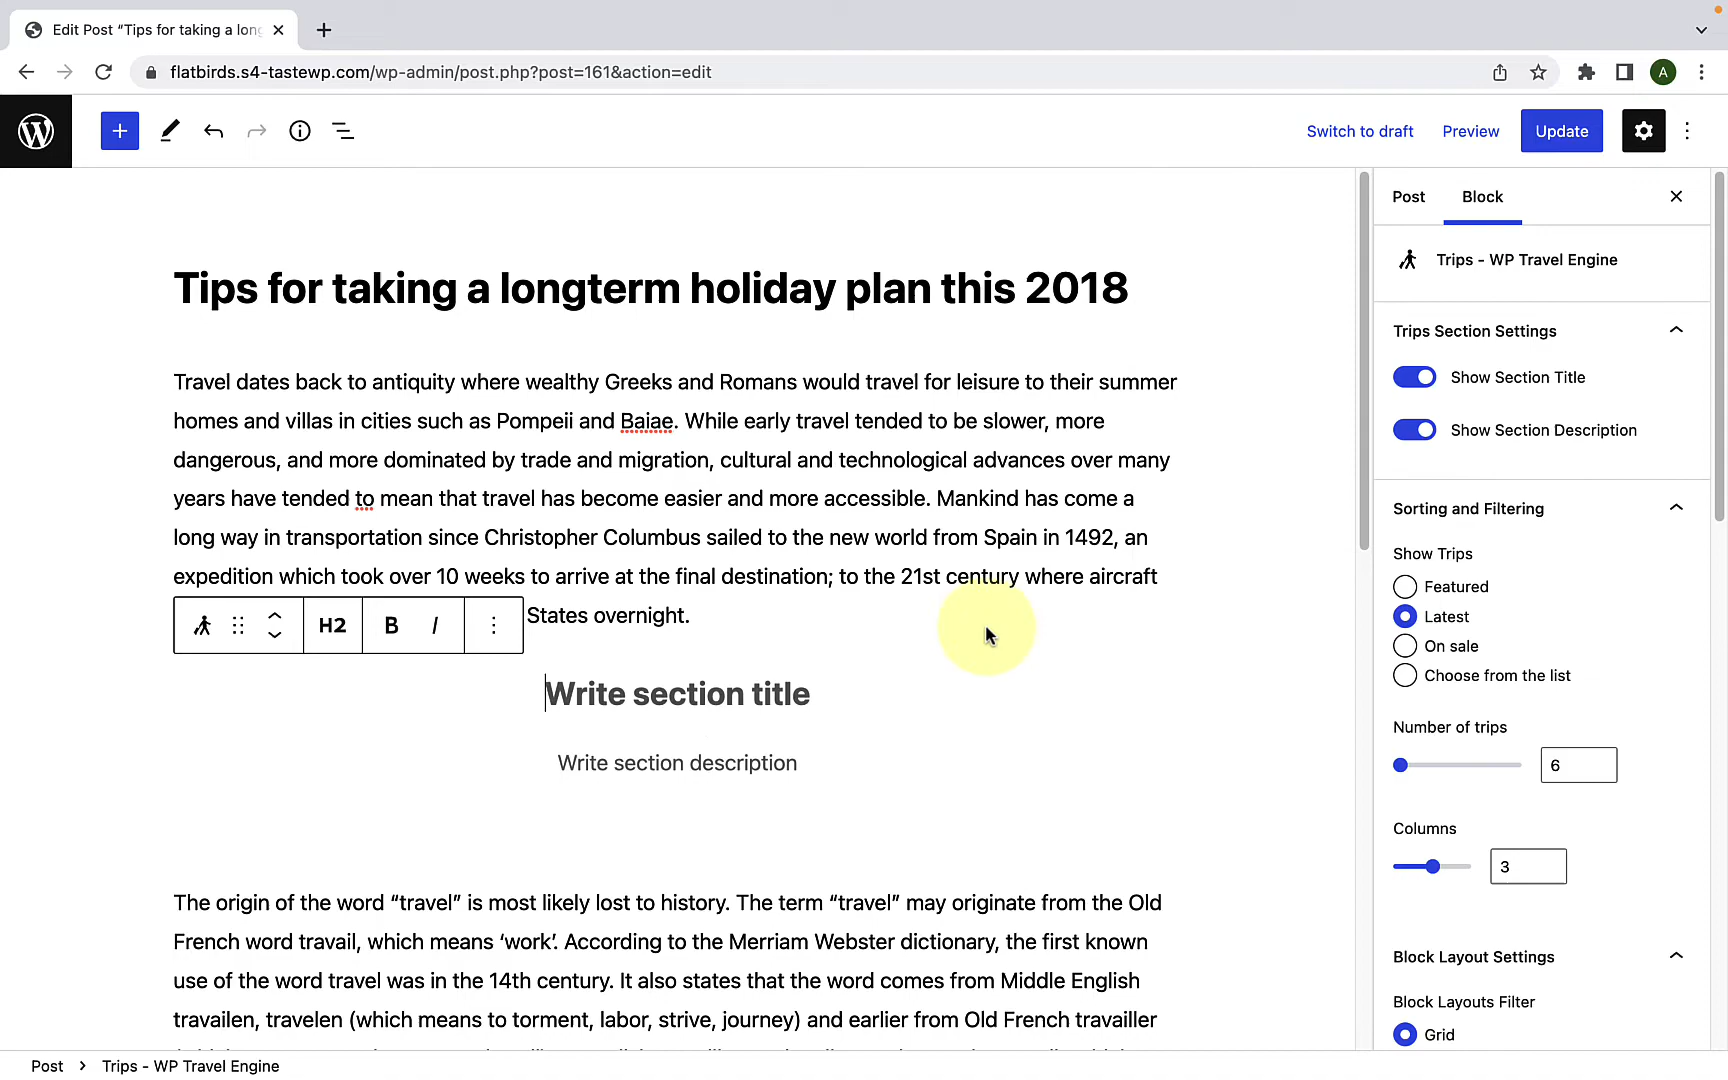 Edit Post “Tips for taking a long
flatbirds.s4-tastewp.com/wp-admin/post.php?post=161&action=edit
A
Switch to draft
Preview
Update
Post
Block
Trips - WP Travel Engine
Trips Section Settings
Show Section Title
Show Section Description
Sorting and Filtering
Show Trips
Featured
Latest
On sale
Choose from the list
Number of trips
6
Columns
3
Block Layout Settings
Block Layouts Filter
Grid
Tips for taking a longterm holiday plan this 2018
Travel dates back to antiquity where wealthy Greeks and Romans would travel for leisure to their summer
homes and villas in cities such as Pompeii and Baiae. While early travel tended to be slower, more
dangerous, and more dominated by trade and migration, cultural and technological advances over many
years have tended to mean that travel has become easier and more accessible. Mankind has come a
long way in transportation since Christopher Columbus sailed to the new world from Spain in 1492, an
expedition which took over 10 weeks to arrive at the final destination; to the 21st century where aircraft
States overnight.
H2
B
I
Write section title
Write section description
The origin of the word “travel” is most likely lost to history. The term “travel” may originate from the Old
French word travail, which means ‘work’. According to the Merriam Webster dictionary, the first known
use of the word travel was in the 14th century. It also states that the word comes from Middle English
travailen, travelen (which means to torment, labor, strive, journey) and earlier from Old French travailler
Post
Trips - WP Travel Engine